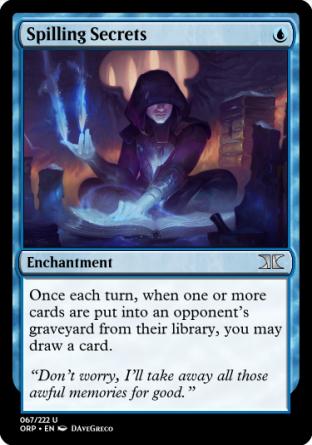 Spilling Secrets
Enchantment
Once each turn, when one or more
cards are put into an opponent's
graveyard from their library, you may
draw a card.
“Don't worry, I'll take away all those
awful memories for good.”
067/222 U
ORP • EN DAveGreco